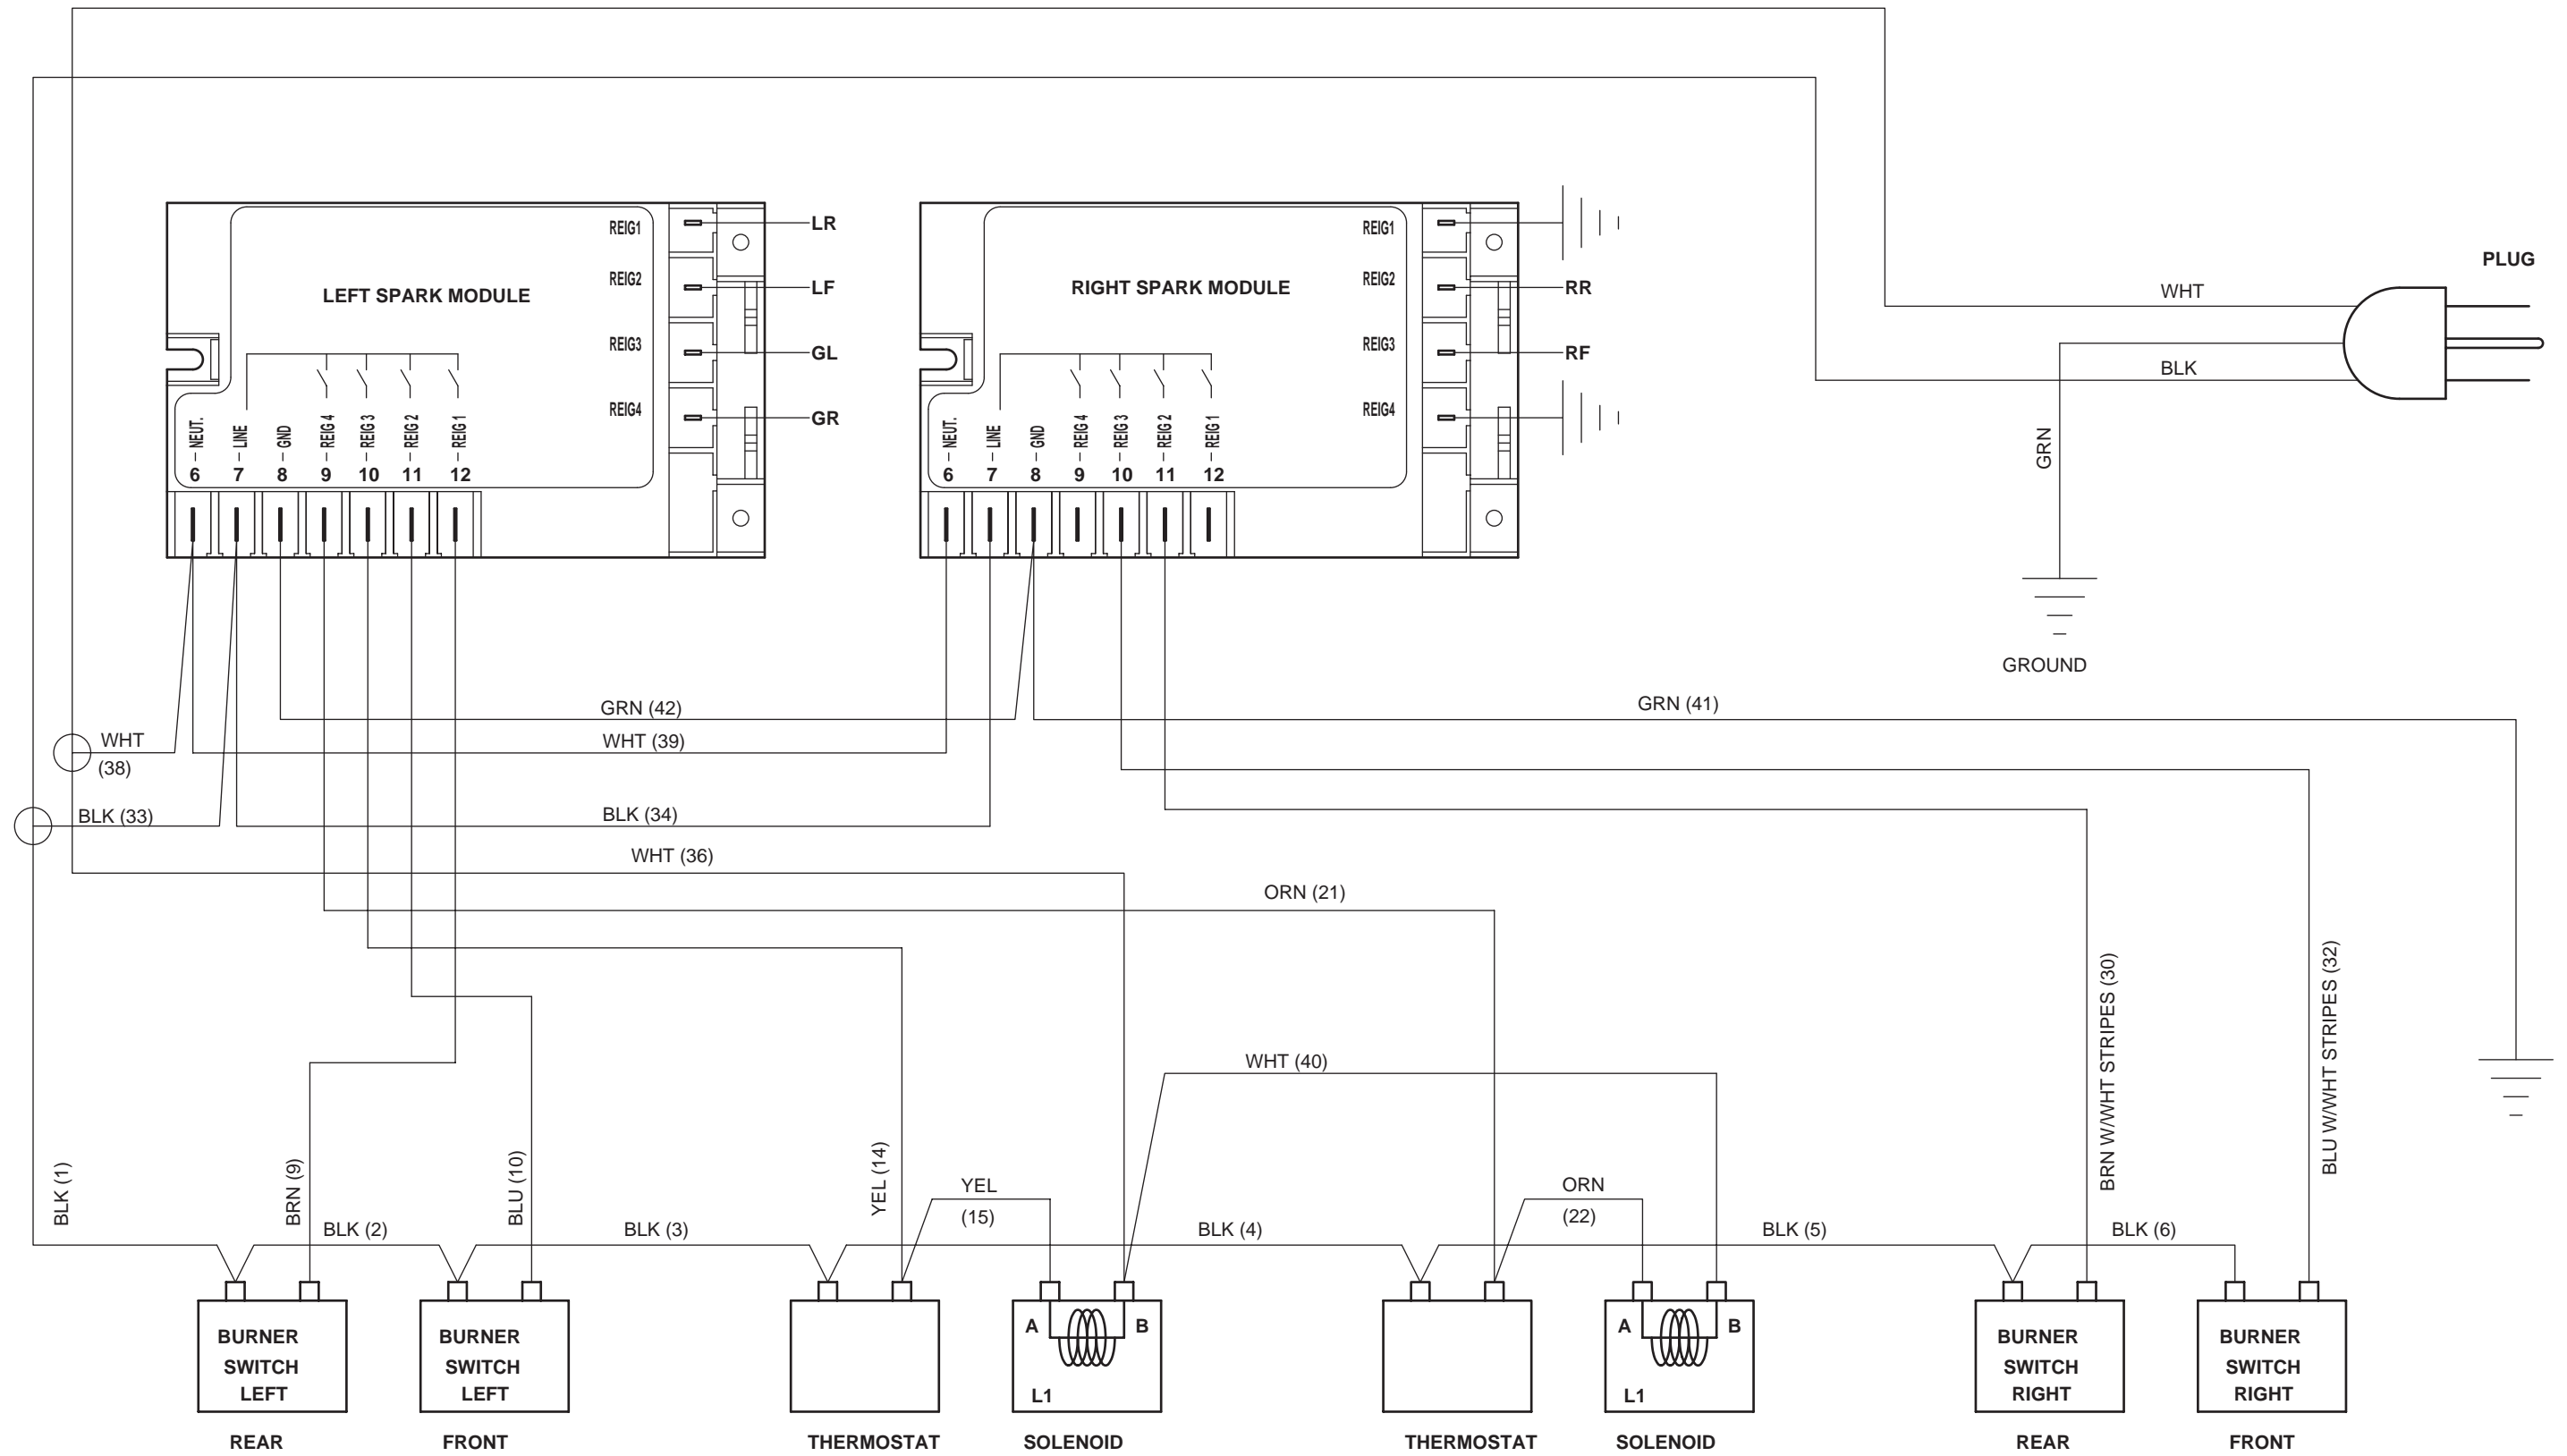 PLUG
WHT
BLK
GRN
GROUND
LEFT SPARK MODULE
REIG1
REIG2
REIG3
REIG4
LR
LF
GL
GR
NEUT.
LINE
GND
REIG 4
REIG 3
REIG 2
REIG 1
6 7 8 9 10 11 12
RIGHT SPARK MODULE
REIG1
REIG2
REIG3
REIG4
RR
RF
NEUT.
LINE
GND
REIG 4
REIG 3
REIG 2
REIG 1
6 7 8 9 10 11 12
GRN (42)
GRN (41)
WHT
(38)
WHT (39)
BLK (33)
BLK (34)
WHT (36)
ORN (21)
WHT (40)
BLK (1)
BRN (9)
BLU (10)
YEL (14)
BRN W/WHT STRIPES (30)
BLU W/WHT STRIPES (32)
BLK (2)
BLK (3)
YEL
(15)
BLK (4)
ORN
(22)
BLK (5)
BLK (6)
BURNER
SWITCH
LEFT
REAR
BURNER
SWITCH
LEFT
FRONT
THERMOSTAT
A B
L1
SOLENOID
THERMOSTAT
A B
L1
SOLENOID
BURNER
SWITCH
RIGHT
REAR
BURNER
SWITCH
RIGHT
FRONT